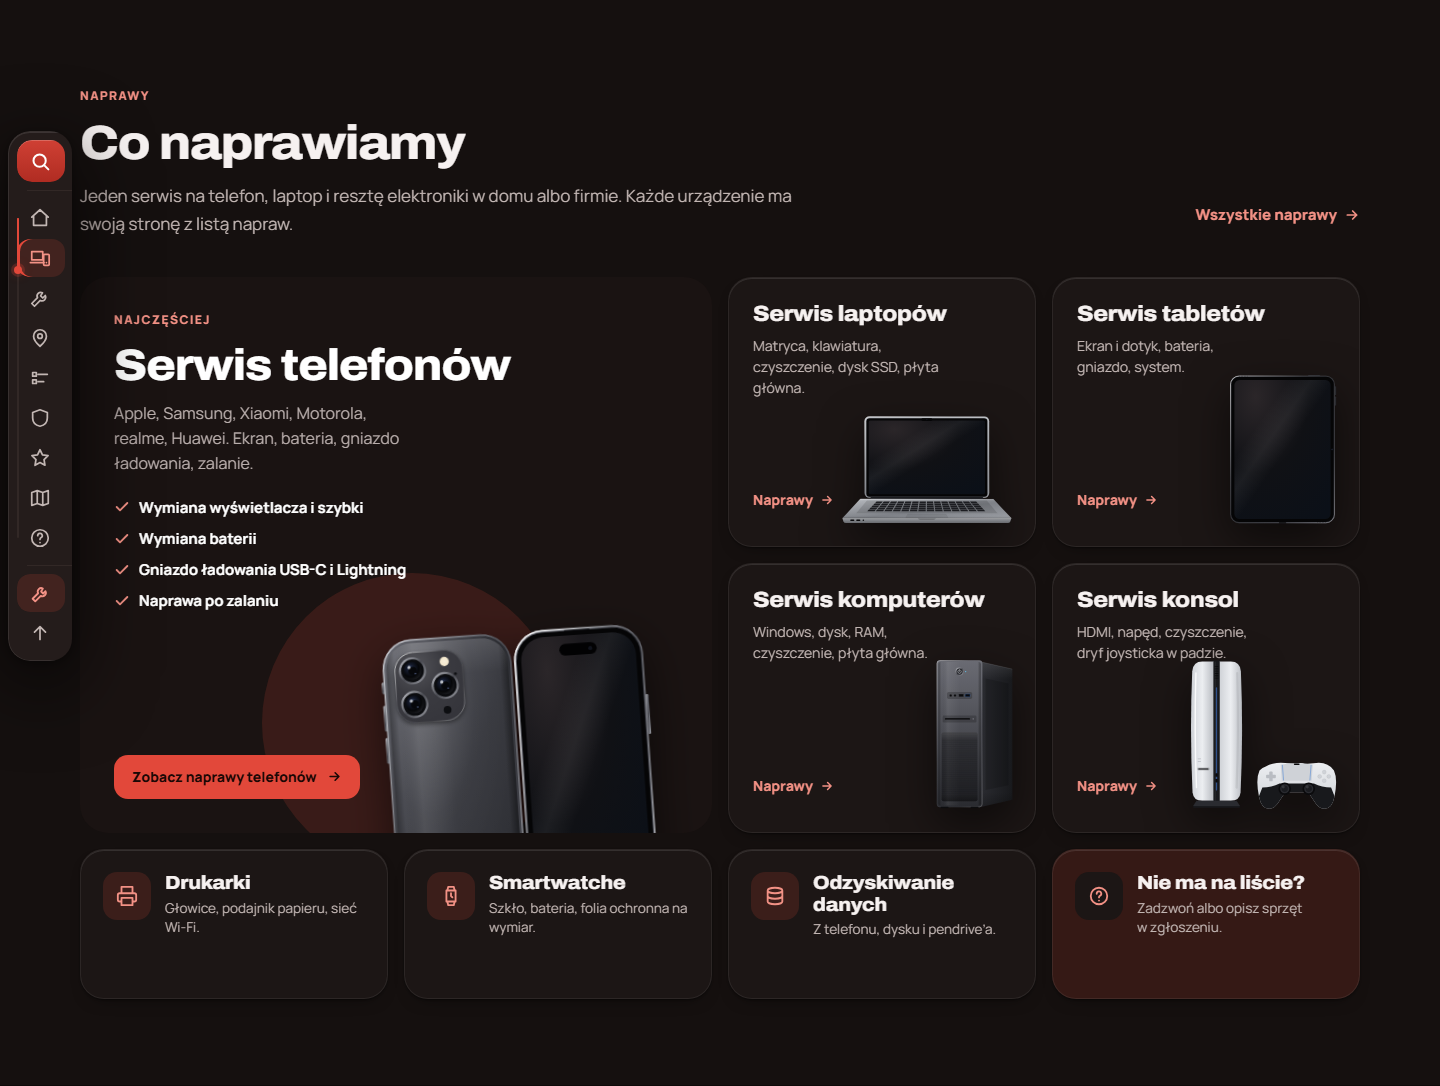 NAPRAWY
Co naprawiamy
Jeden serwis na telefon, laptop i resztę elektroniki w domu albo firmie. Każde urządzenie ma
swoją stronę z listą napraw.
Wszystkie naprawy
NAJCZĘŚCIEJ
Serwis telefonów
Apple, Samsung, Xiaomi, Motorola,
realme, Huawei. Ekran, bateria, gniazdo
ładowania, zalanie.
Wymiana wyświetlacza i szybki
Wymiana baterii
Gniazdo ładowania USB-C i Lightning
Naprawa po zalaniu
Zobacz naprawy telefonów
Serwis laptopów
Matryca, klawiatura,
czyszczenie, dysk SSD, płyta
główna.
Naprawy
Serwis tabletów
Ekran i dotyk, bateria,
gniazdo, system.
Naprawy
Serwis komputerów
Windows, dysk, RAM,
czyszczenie, płyta główna.
Naprawy
Serwis konsol
HDMI, napęd, czyszczenie,
dryf joysticka w padzie.
Naprawy
Drukarki
Głowice, podajnik papieru, sieć
Wi-Fi.
Smartwatche
Szkło, bateria, folia ochronna na
wymiar.
Odzyskiwanie
danych
Z telefonu, dysku i pendrive'a.
Nie ma na liście?
Zadzwoń albo opisz sprzęt
w zgłoszeniu.